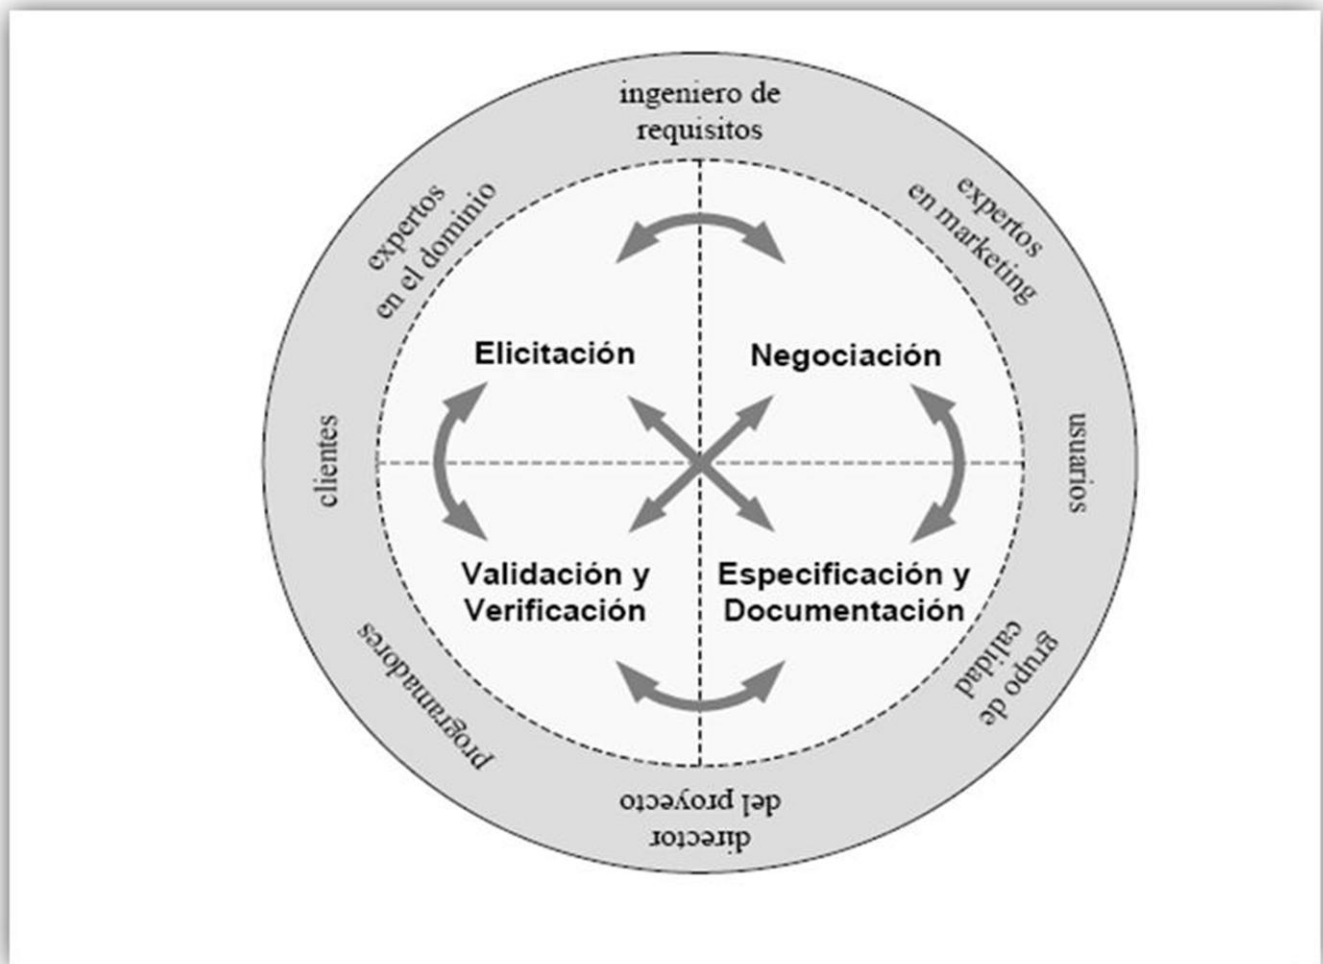 ingeniero de
requisitos
expertos
en el dominio
expertos
en marketing
Elicitación
Negociación
clientes
usuarios
Validación y
Verificación
Especificación y
Documentación
programadores
grupo de
calidad
director
del proyecto